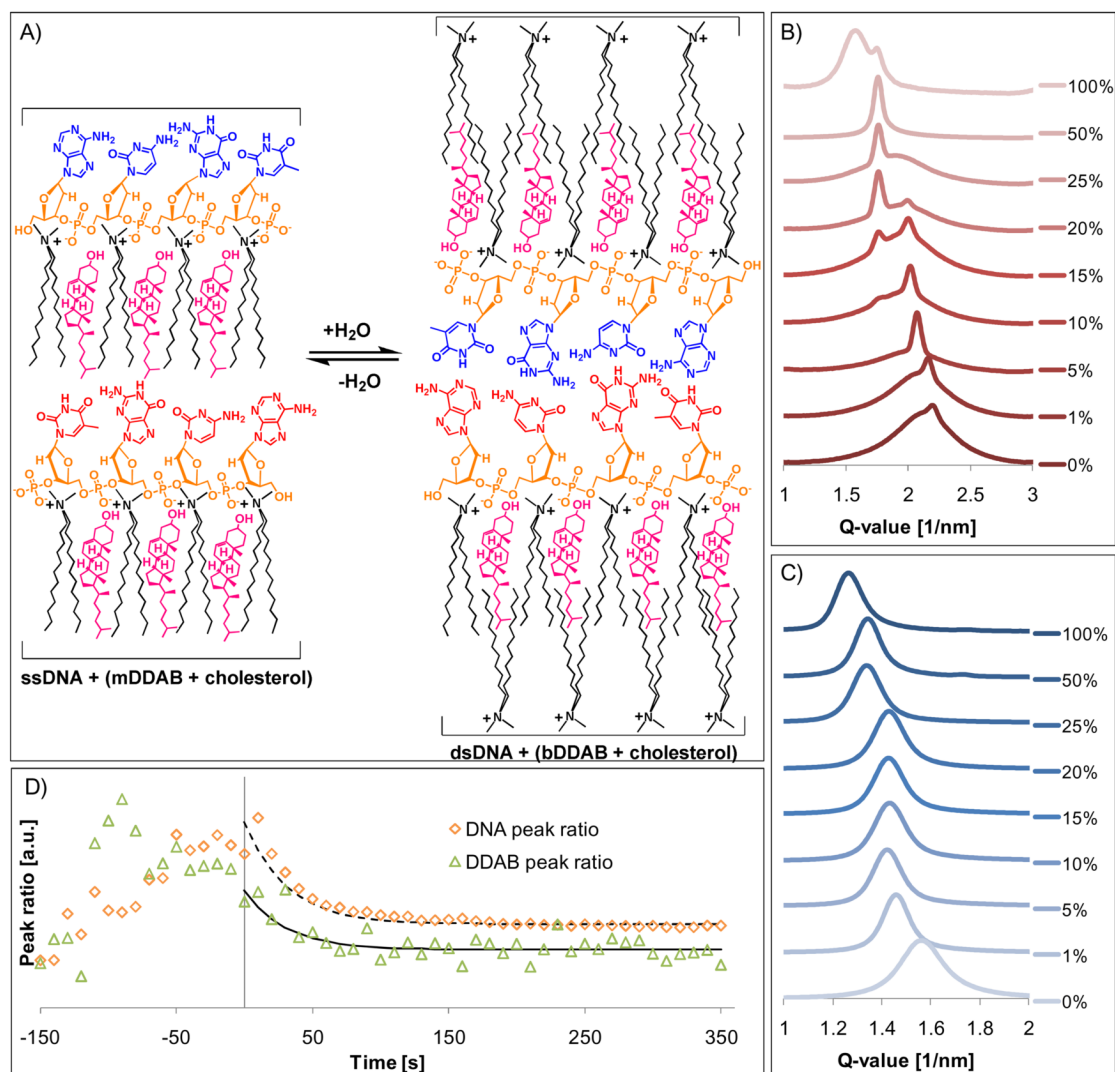 A)
NH2
H2N
ssDNA + (mDDAB + cholesterol)
+H2O
-H2O
dsDNA + (bDDAB + cholesterol)
B)
100%
50%
25%
20%
15%
10%
5%
1%
0%
1 1.5 2 2.5 3
Q-value [1/nm]
C)
100%
50%
25%
20%
15%
10%
5%
1%
0%
1 1.2 1.4 1.6 1.8 2
Q-value [1/nm]
D)
DNA peak ratio
DDAB peak ratio
Peak ratio [a.u.]
-150 -50 50 150 250 350
Time [s]